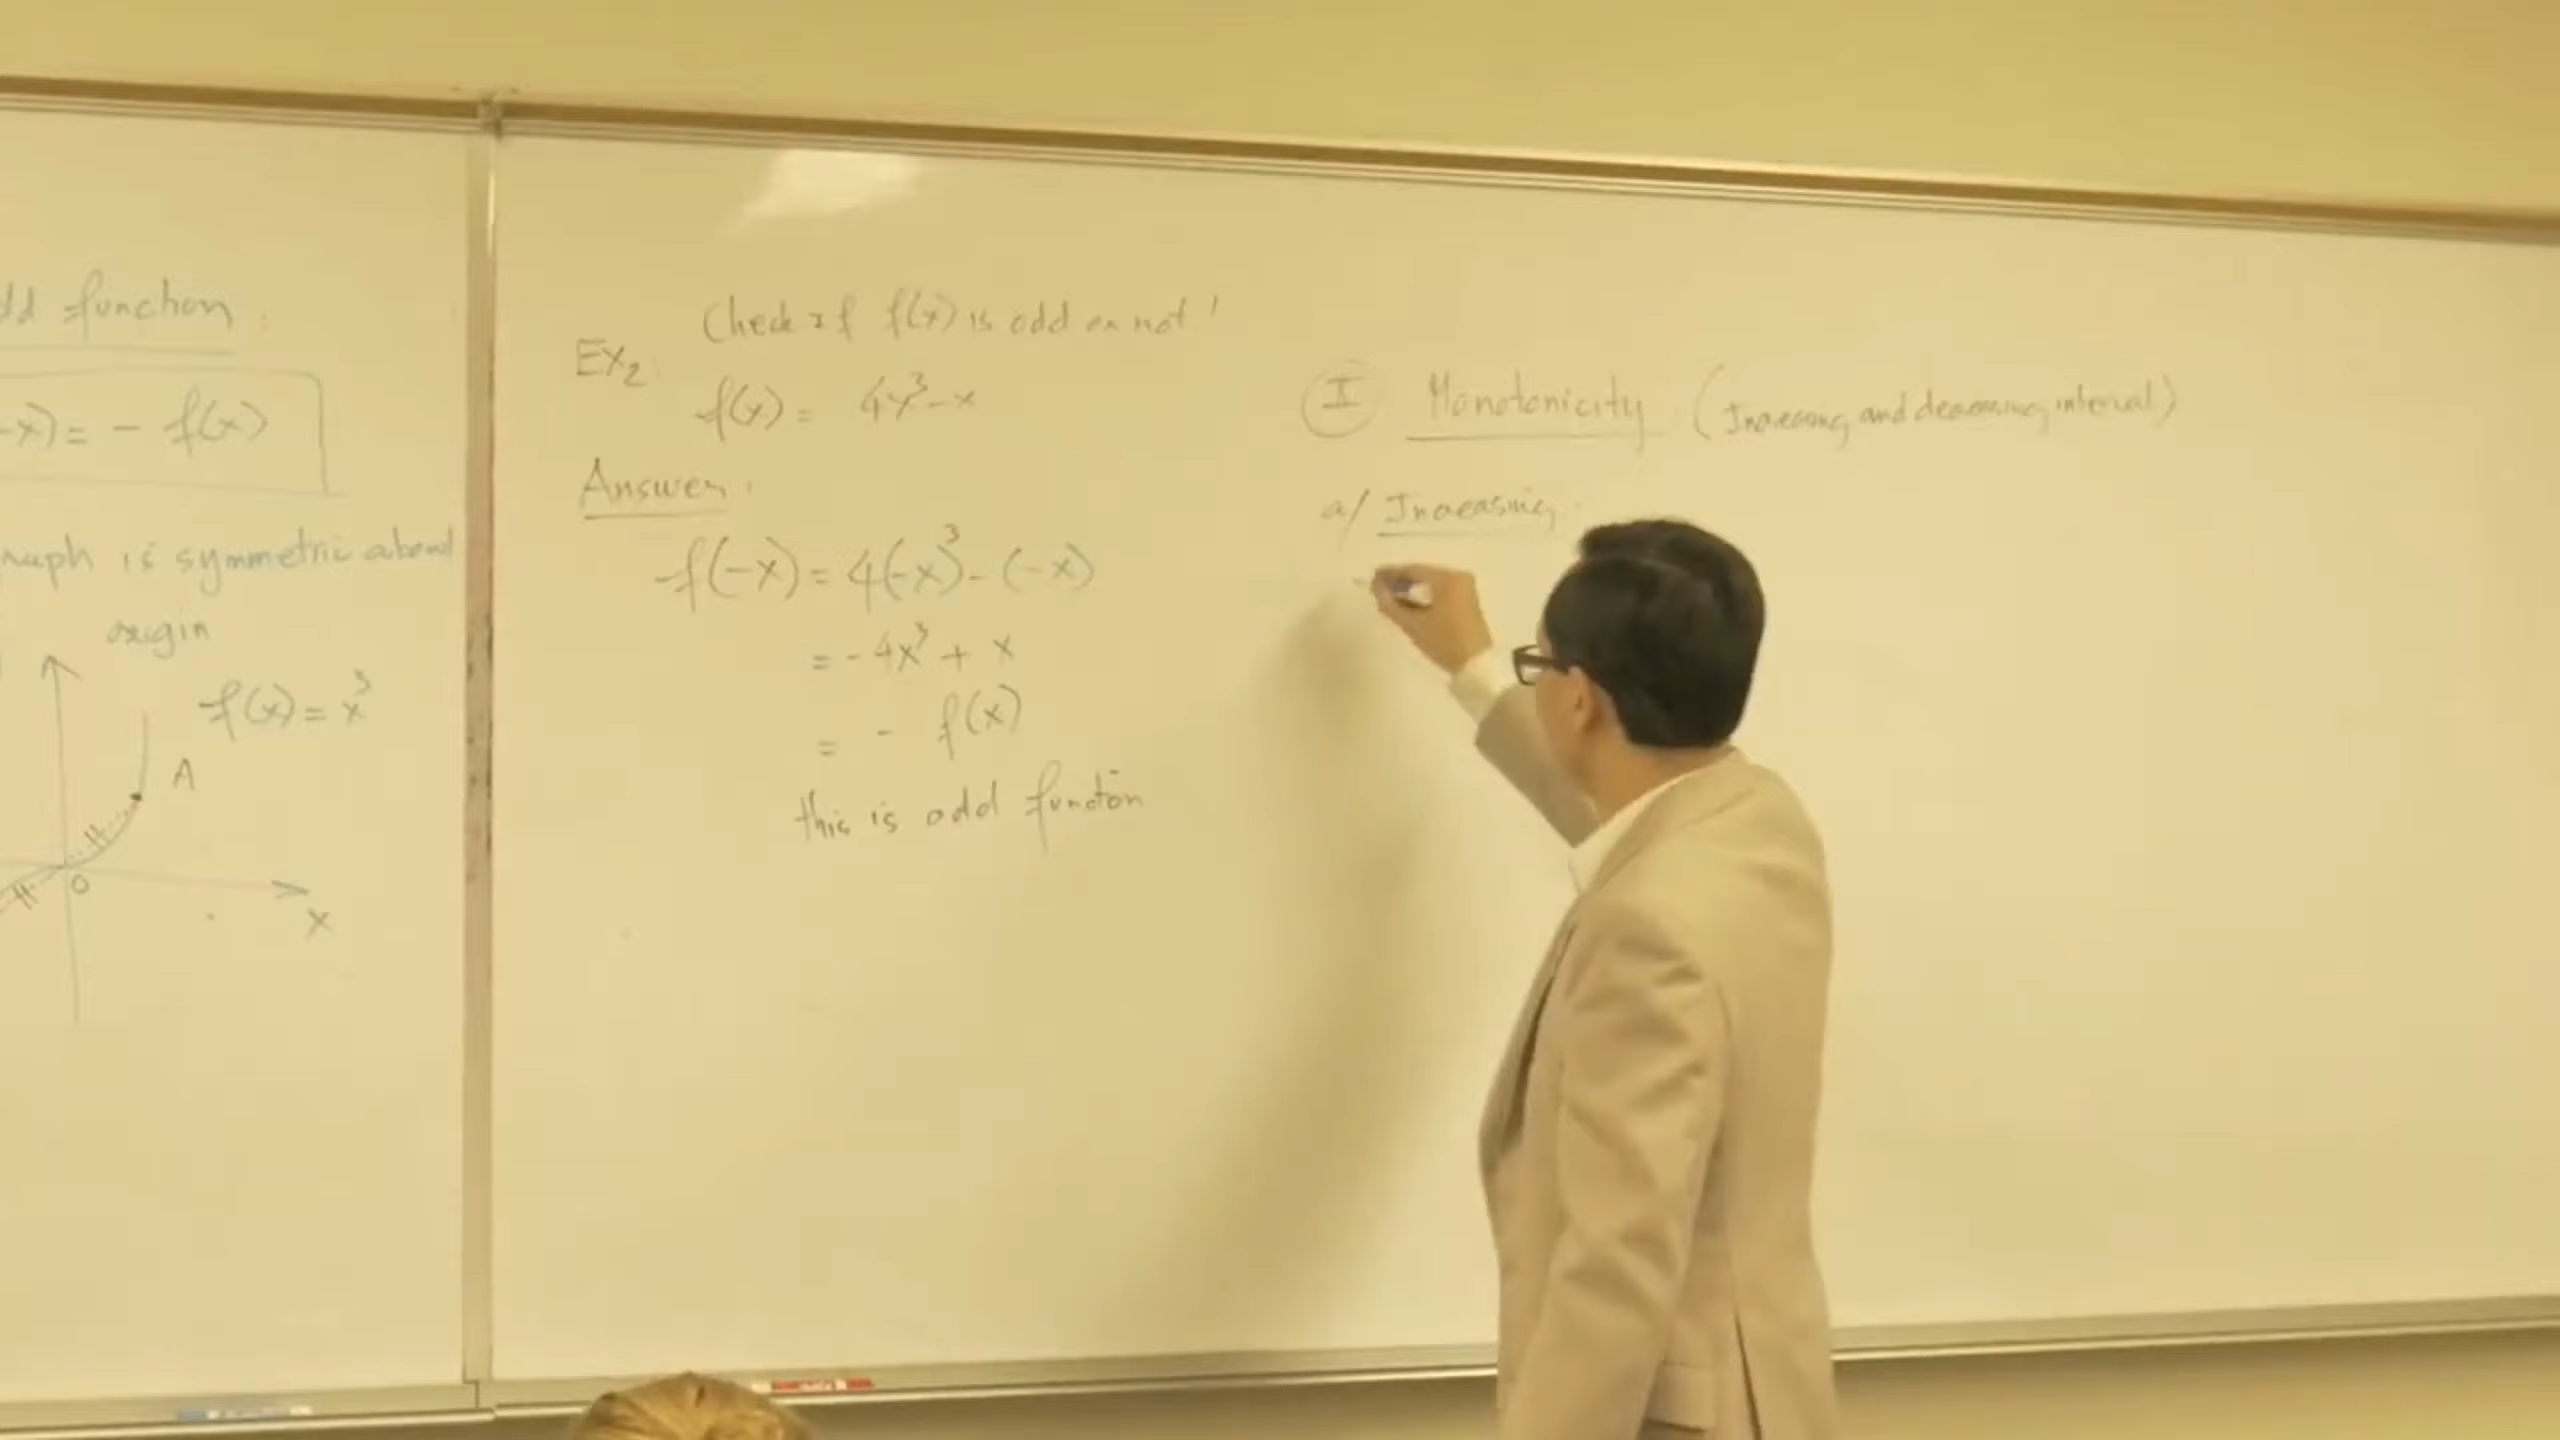 dd function
-x) = - f(x)
raph is symmetric about
origin
f(x) = x³
A
O
x
Check if f(x) is odd or not !
Ex₂:
f(x) = 4x³ - x
Answer:
f(-x) = 4(-x)³ - (-x)
= - 4x³ + x
= - f(x)
this is odd function
II Monotonicity (Increasing and decreasing interval)
a/ Increasing.